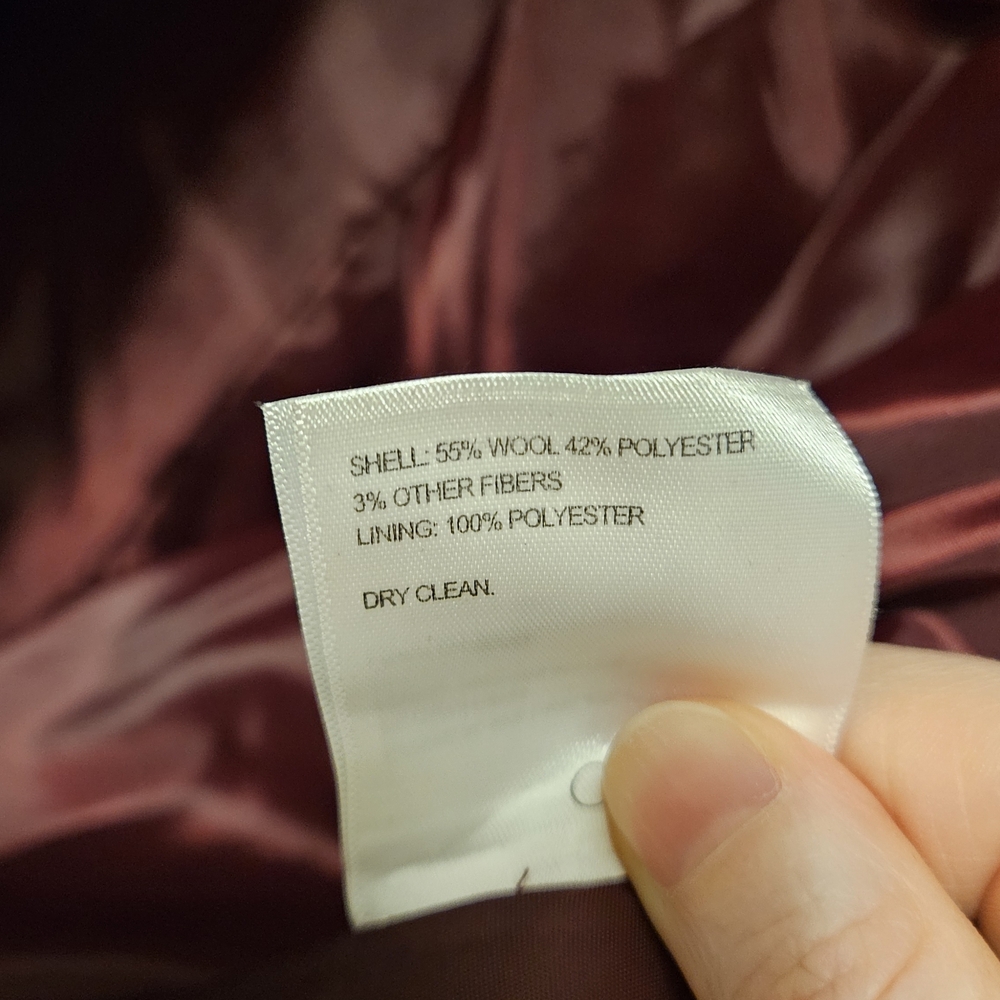 SHELL: 55% WOOL 42% POLYESTER
3% OTHER FIBERS
LINING: 100% POLYESTER
DRY CLEAN.